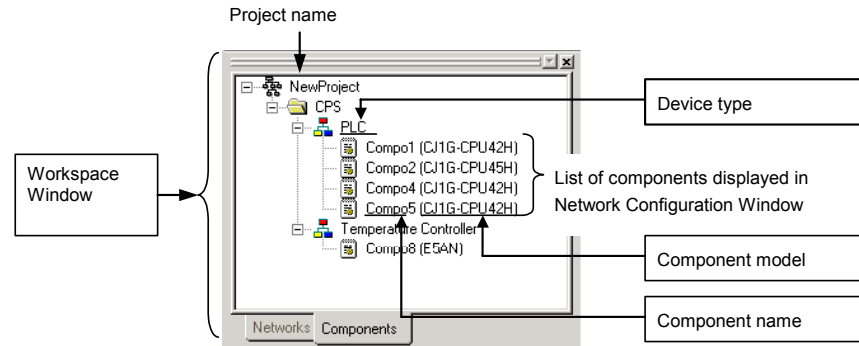 Project name
NewProject
CPS
PLC
Compo1 (CJ1G-CPU42H)
Compo2 (CJ1G-CPU45H)
Compo4 (CJ1G-CPU42H)
Compo5 (CJ1G-CPU42H)
Temperature Controller
Compo8 (E5AN)
Networks
Components
Workspace
Window
Device type
List of components displayed in
Network Configuration Window
Component model
Component name